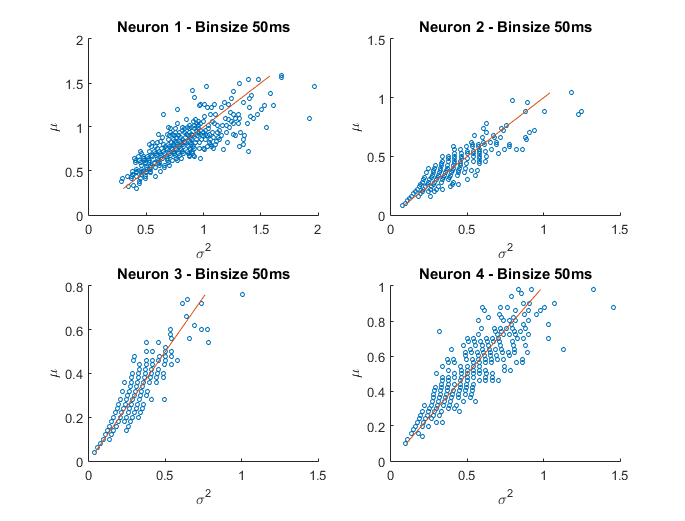 Neuron 1 - Binsize 50ms
2
1.5
1
0.5
0
μ
0 0.5 1 1.5 2
σ²
Neuron 2 - Binsize 50ms
1.5
1
0.5
0
μ
0 0.5 1 1.5
σ²
Neuron 3 - Binsize 50ms
0.8
0.6
0.4
0.2
0
μ
0 0.5 1 1.5
σ²
Neuron 4 - Binsize 50ms
1
0.8
0.6
0.4
0.2
0
μ
0 0.5 1 1.5
σ²